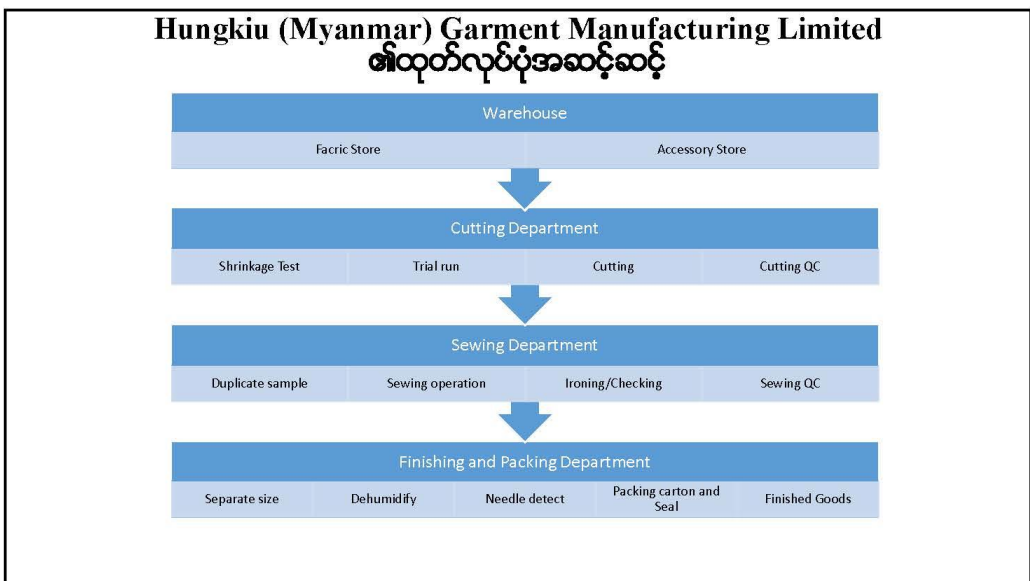 Hungkiu (Myanmar) Garment Manufacturing Limited
၏ထုတ်လုပ်ပုံအဆင့်ဆင့်
Warehouse
Facric Store
Accessory Store
Cutting Department
Shrinkage Test
Trial run
Cutting
Cutting QC
Sewing Department
Duplicate sample
Sewing operation
Ironing/Checking
Sewing QC
Finishing and Packing Department
Separate size
Dehumidify
Needle detect
Packing carton and
Seal
Finished Goods